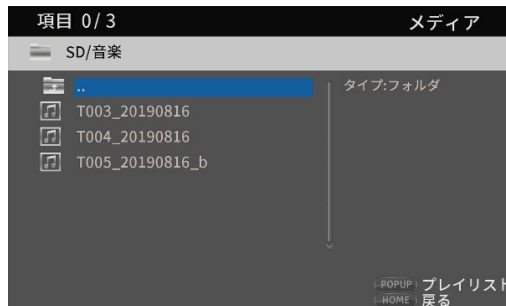 項目 0/3
メディア
SD/音楽
..
タイプ:フォルダ
T003_20190816
T004_20190816
T005_20190816_b
POPUP プレイリスト
HOME 戻る